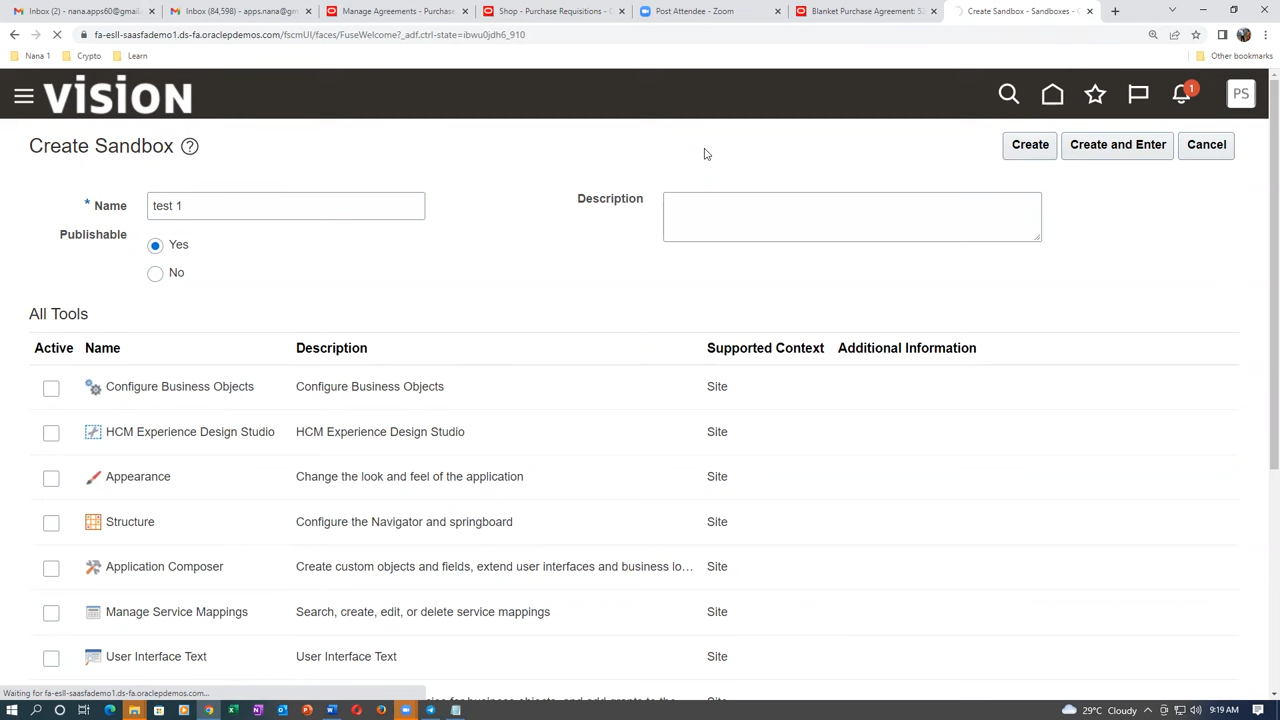 Inbox (2) - nana.apps60@gmail.
Inbox (84,598) - apps.nana@gm
Manage Agreements - Purchase
Shop - Purchase Requisitions - C
Post Attendee - Zoom
Blanket Purchase Agreement: 52
Create Sandbox - Sandboxes - C
fa-esll-saasfademo1.ds-fa.oraclepdemos.com/fscmUI/faces/FuseWelcome?_adf.ctrl-state=ibwu0jdh6_910
Nana 1
Crypto
Learn
Other bookmarks
vision
1
PS
Create Sandbox
Create
Create and Enter
Cancel
* Name
test 1
Description
Publishable
Yes
No
All Tools
Active Name Description Supported Context Additional Information
Configure Business Objects Configure Business Objects Site
HCM Experience Design Studio HCM Experience Design Studio Site
Appearance Change the look and feel of the application Site
Structure Configure the Navigator and springboard Site
Application Composer Create custom objects and fields, extend user interfaces and business lo… Site
Manage Service Mappings Search, create, edit, or delete service mappings Site
User Interface Text User Interface Text Site
Waiting for fa-esll-saasfademo1.ds-fa.oraclepdemos.com...
29°C Cloudy
9:19 AM